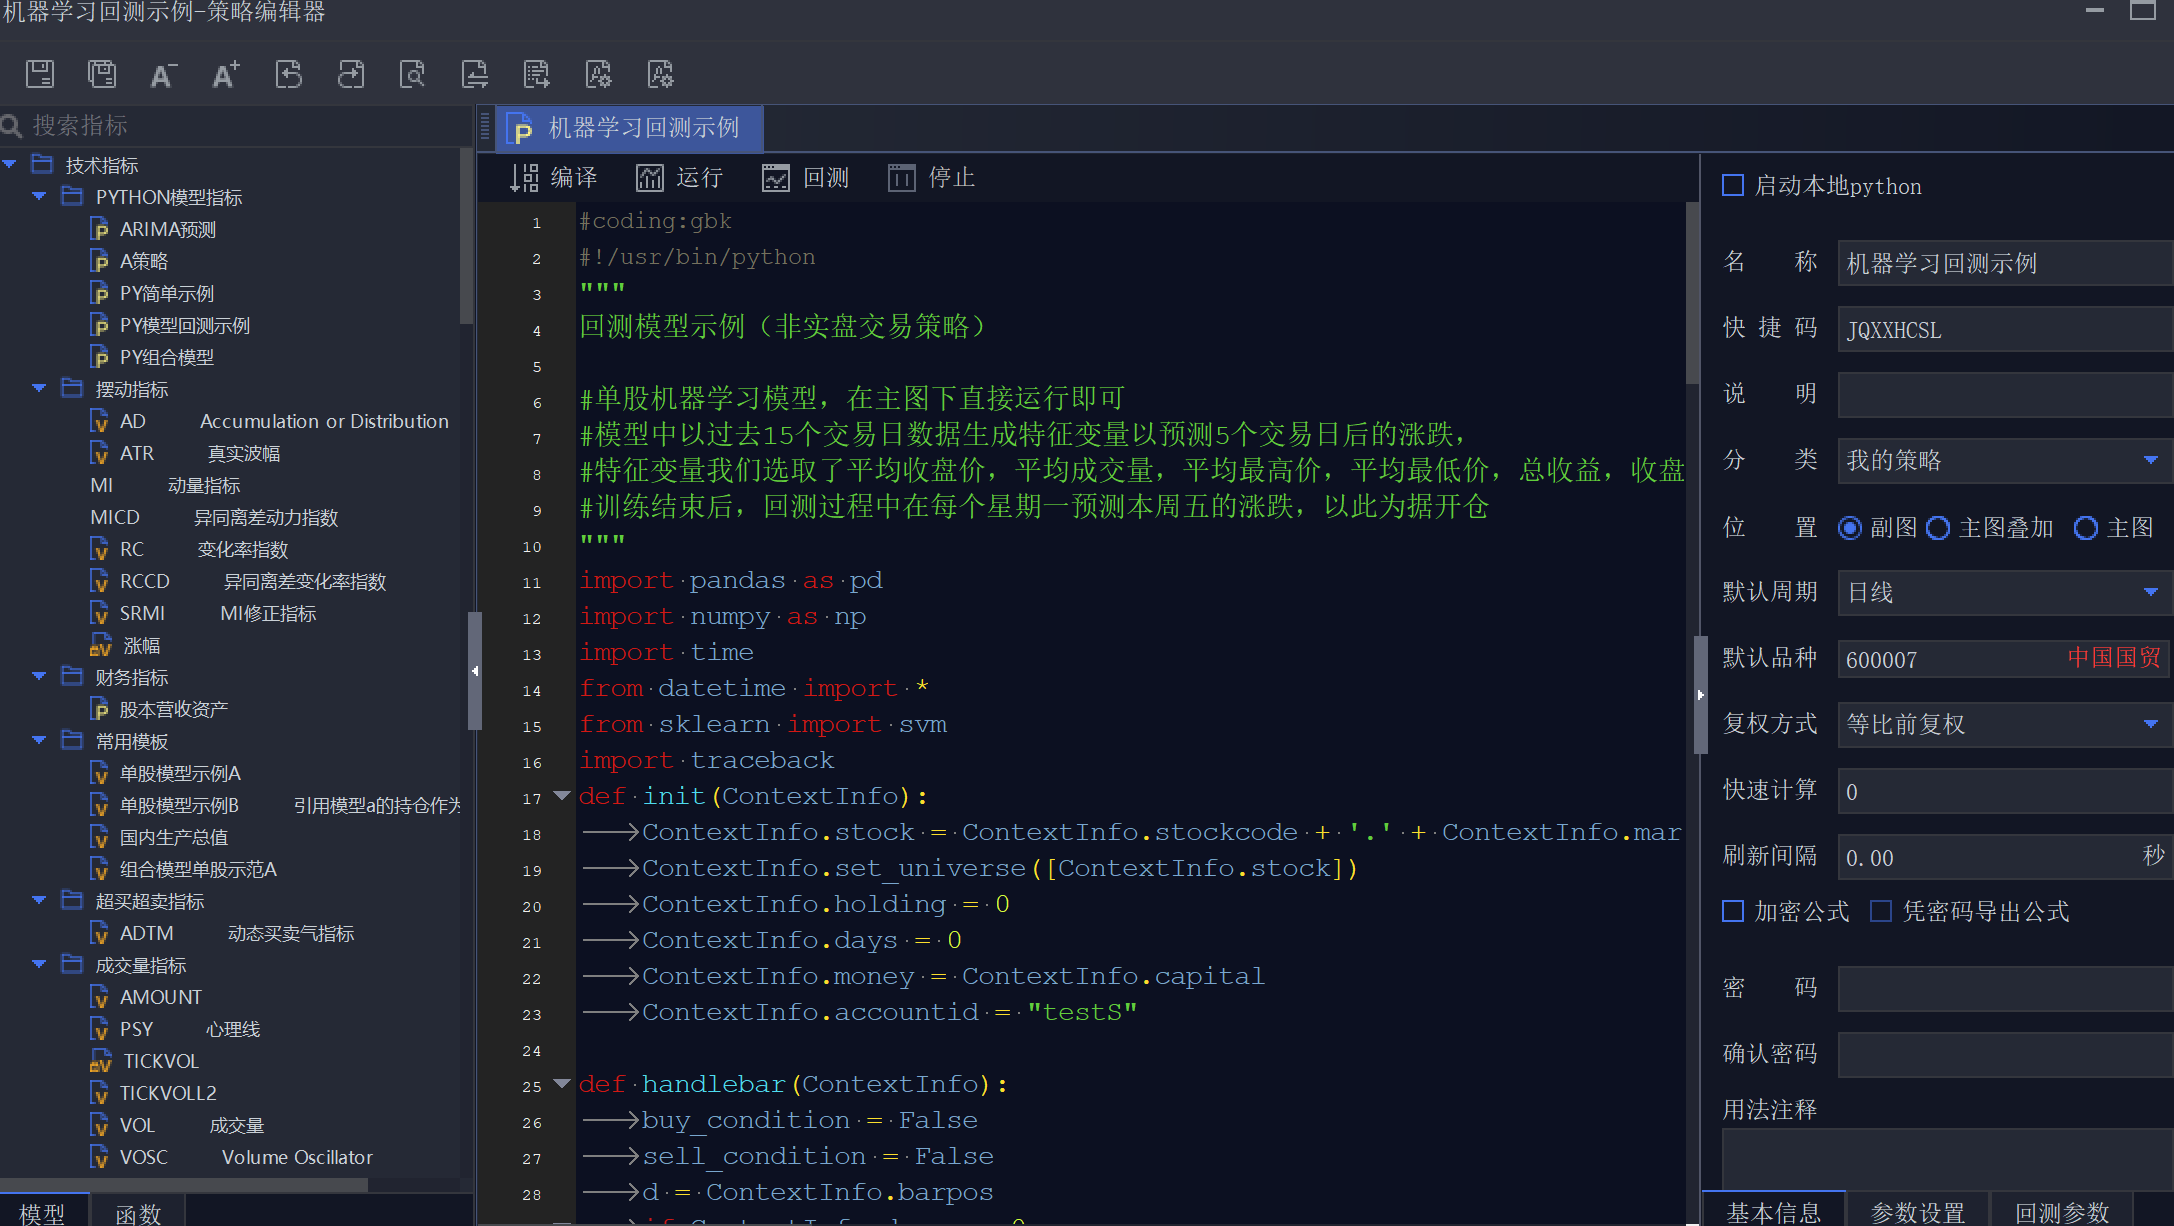 机器学习回测示例-策略编辑器
搜索指标
技术指标
PYTHON模型指标
ARIMA预测
A策略
PY简单示例
PY模型回测示例
PY组合模型
摆动指标
AD Accumulation or Distribution
ATR 真实波幅
MI 动量指标
MICD 异同离差动力指数
RC 变化率指数
RCCD 异同离差变化率指数
SRMI MI修正指标
涨幅
财务指标
股本营收资产
常用模板
单股模型示例A
单股模型示例B 引用模型a的持仓作为
国内生产总值
组合模型单股示范A
超买超卖指标
ADTM 动态买卖气指标
成交量指标
AMOUNT
PSY 心理线
TICKVOL
TICKVOLL2
VOL 成交量
VOSC Volume Oscillator
模型 函数
机器学习回测示例
编译 运行 回测 停止
1 #coding:gbk
2 #!/usr/bin/python
3 """
4 回测模型示例（非实盘交易策略）
5
6 #单股机器学习模型，在主图下直接运行即可
7 #模型中以过去15个交易日数据生成特征变量以预测5个交易日后的涨跌，
8 #特征变量我们选取了平均收盘价，平均成交量，平均最高价，平均最低价，总收益，收盘
9 #训练结束后，回测过程中在每个星期一预测本周五的涨跌，以此为据开仓
10 """
11 import pandas as pd
12 import numpy as np
13 import time
14 from datetime import *
15 from sklearn import svm
16 import traceback
17 def init(ContextInfo):
18 ContextInfo.stock = ContextInfo.stockcode + '.' + ContextInfo.mar
19 ContextInfo.set_universe([ContextInfo.stock])
20 ContextInfo.holding = 0
21 ContextInfo.days = 0
22 ContextInfo.money = ContextInfo.capital
23 ContextInfo.accountid = "testS"
24
25 def handlebar(ContextInfo):
26 buy_condition = False
27 sell_condition = False
28 d = ContextInfo.barpos
启动本地python
名 称 机器学习回测示例
快 捷 码 JQXXHCSL
说 明
分 类 我的策略
位 置 副图 主图叠加 主图
默认周期 日线
默认品种 600007 中国国贸
复权方式 等比前复权
快速计算 0
刷新间隔 0.00 秒
加密公式 凭密码导出公式
密 码
确认密码
用法注释
基本信息 参数设置 回测参数